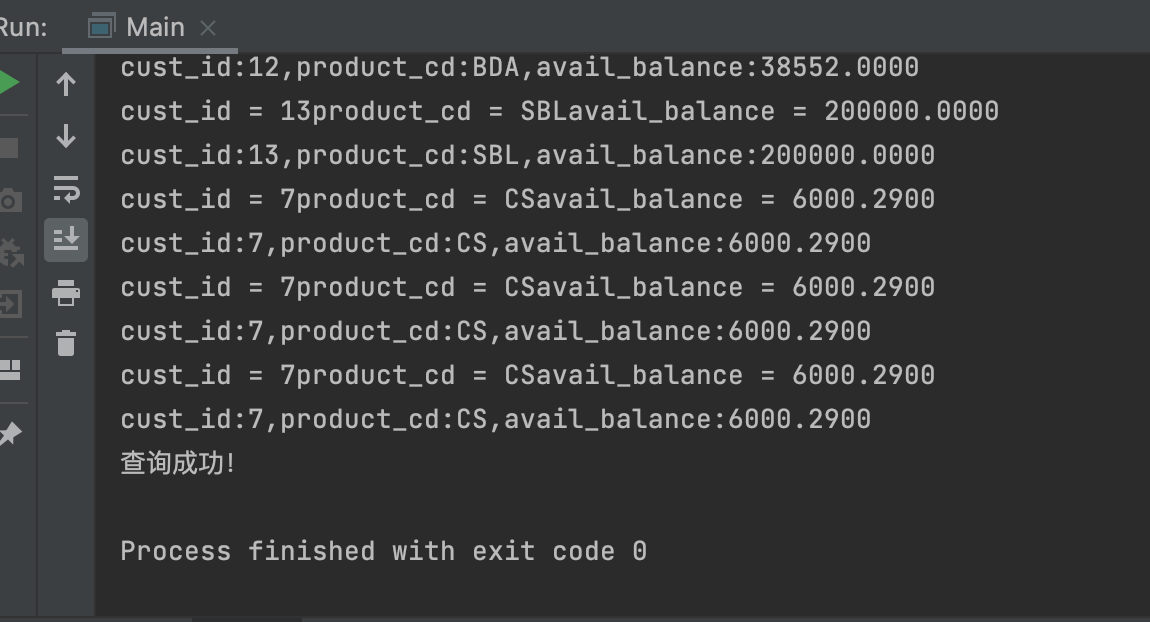 Run: Main
cust_id:12,product_cd:BDA,avail_balance:38552.0000
cust_id = 13product_cd = SBLavail_balance = 200000.0000
cust_id:13,product_cd:SBL,avail_balance:200000.0000
cust_id = 7product_cd = CSavail_balance = 6000.2900
cust_id:7,product_cd:CS,avail_balance:6000.2900
cust_id = 7product_cd = CSavail_balance = 6000.2900
cust_id:7,product_cd:CS,avail_balance:6000.2900
cust_id = 7product_cd = CSavail_balance = 6000.2900
cust_id:7,product_cd:CS,avail_balance:6000.2900
查询成功!
Process finished with exit code 0